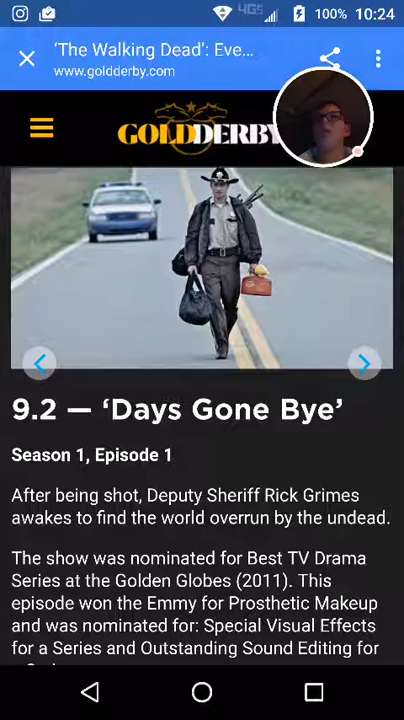 4G
100% 10:24
‘The Walking Dead’: Eve...
www.goldderby.com
GOLDDERBY
9.2 — ‘Days Gone Bye’
Season 1, Episode 1
After being shot, Deputy Sheriff Rick Grimes
awakes to find the world overrun by the undead.
The show was nominated for Best TV Drama
Series at the Golden Globes (2011). This
episode won the Emmy for Prosthetic Makeup
and was nominated for: Special Visual Effects
for a Series and Outstanding Sound Editing for